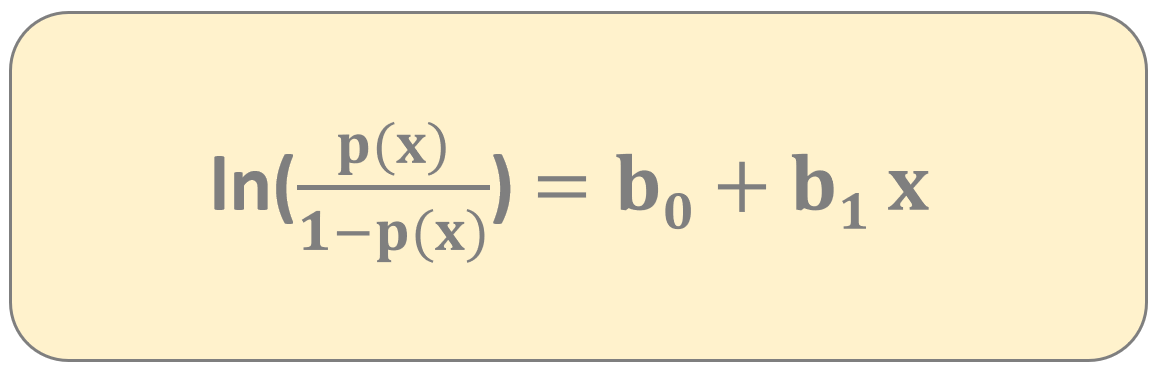 ln(p(x)/1−p(x)) = b₀ + b₁ x